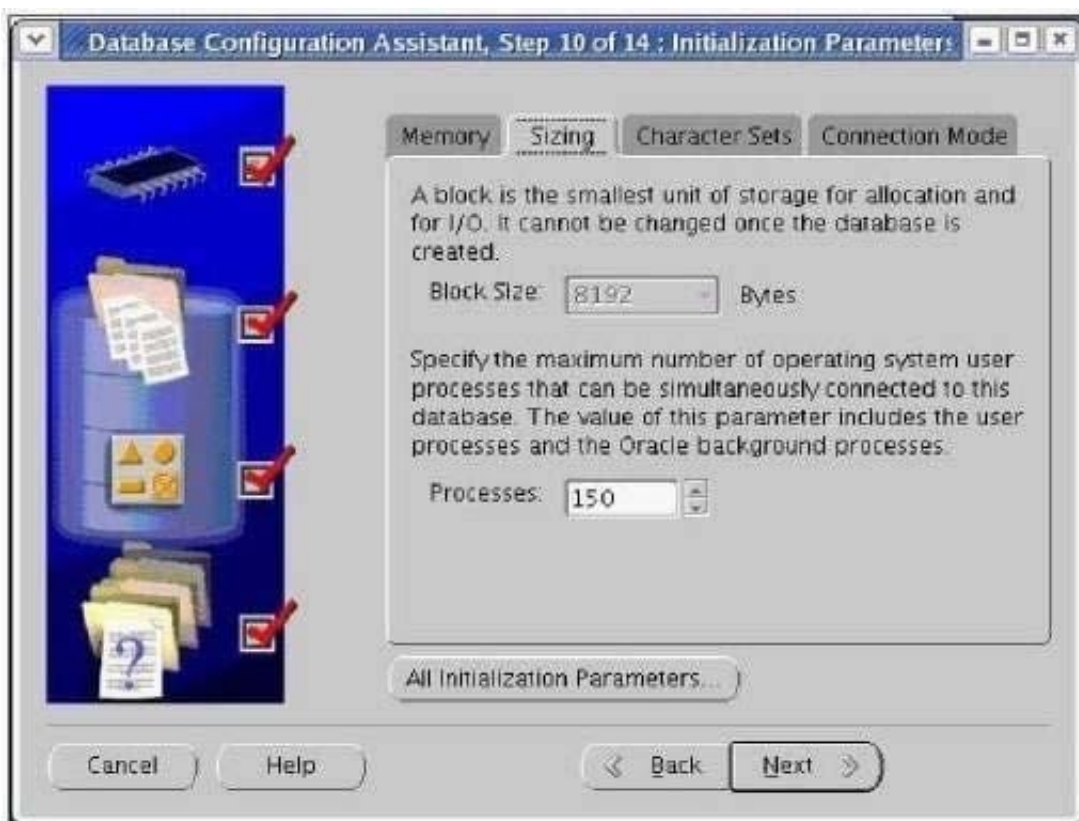 Database Configuration Assistant, Step 10 of 14 : Initialization Parameters
Memory Sizing Character Sets Connection Mode
A block is the smallest unit of storage for allocation and
for I/O. It cannot be changed once the database is
created.
Block Size: 8192 Bytes
Specify the maximum number of operating system user
processes that can be simultaneously connected to this
database. The value of this parameter includes the user
processes and the Oracle background processes.
Processes: 150
?
All Initialization Parameters...
Cancel Help Back Next